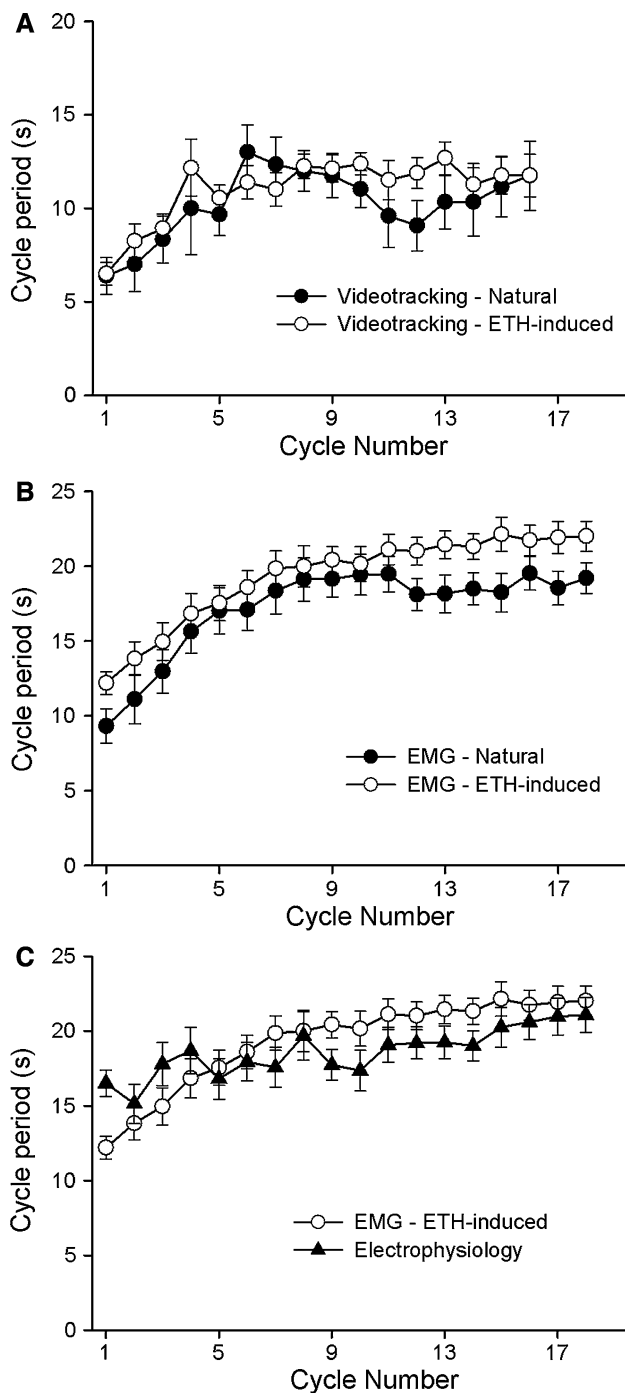 A
20
15
10
5
0
Cycle period (s)
Videotracking - Natural
Videotracking - ETH-induced
1 5 9 13 17
Cycle Number
B
25
20
15
10
5
0
Cycle period (s)
EMG - Natural
EMG - ETH-induced
1 5 9 13 17
Cycle Number
C
25
20
15
10
5
0
Cycle period (s)
EMG - ETH-induced
Electrophysiology
1 5 9 13 17
Cycle Number